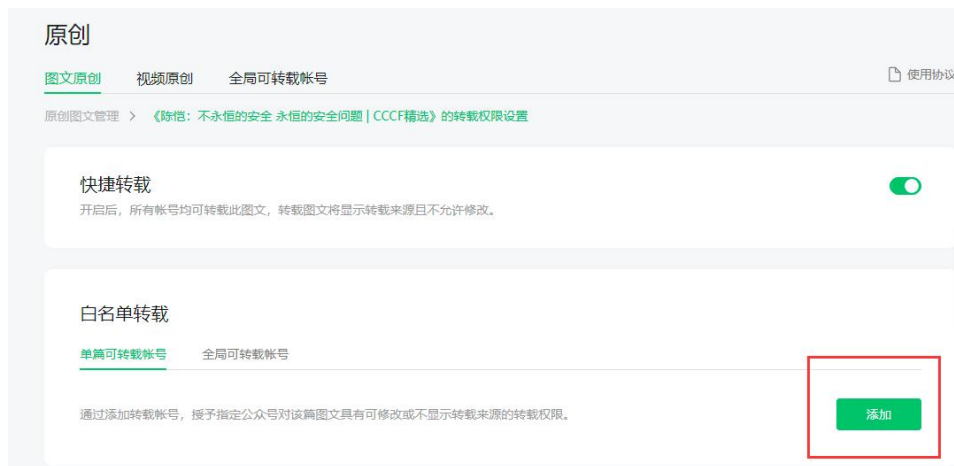 原创
图文原创 视频原创 全局可转载帐号 使用协议
原创图文管理 > 《陈恺：不永恒的安全 永恒的安全问题 | CCCF精选》的转载权限设置
快捷转载
开启后，所有帐号均可转载此图文，转载图文将显示转载来源且不允许修改。
白名单转载
单篇可转载帐号 全局可转载帐号
通过添加转载帐号，授予指定公众号对该篇图文具有可修改或不显示转载来源的转载权限。 添加